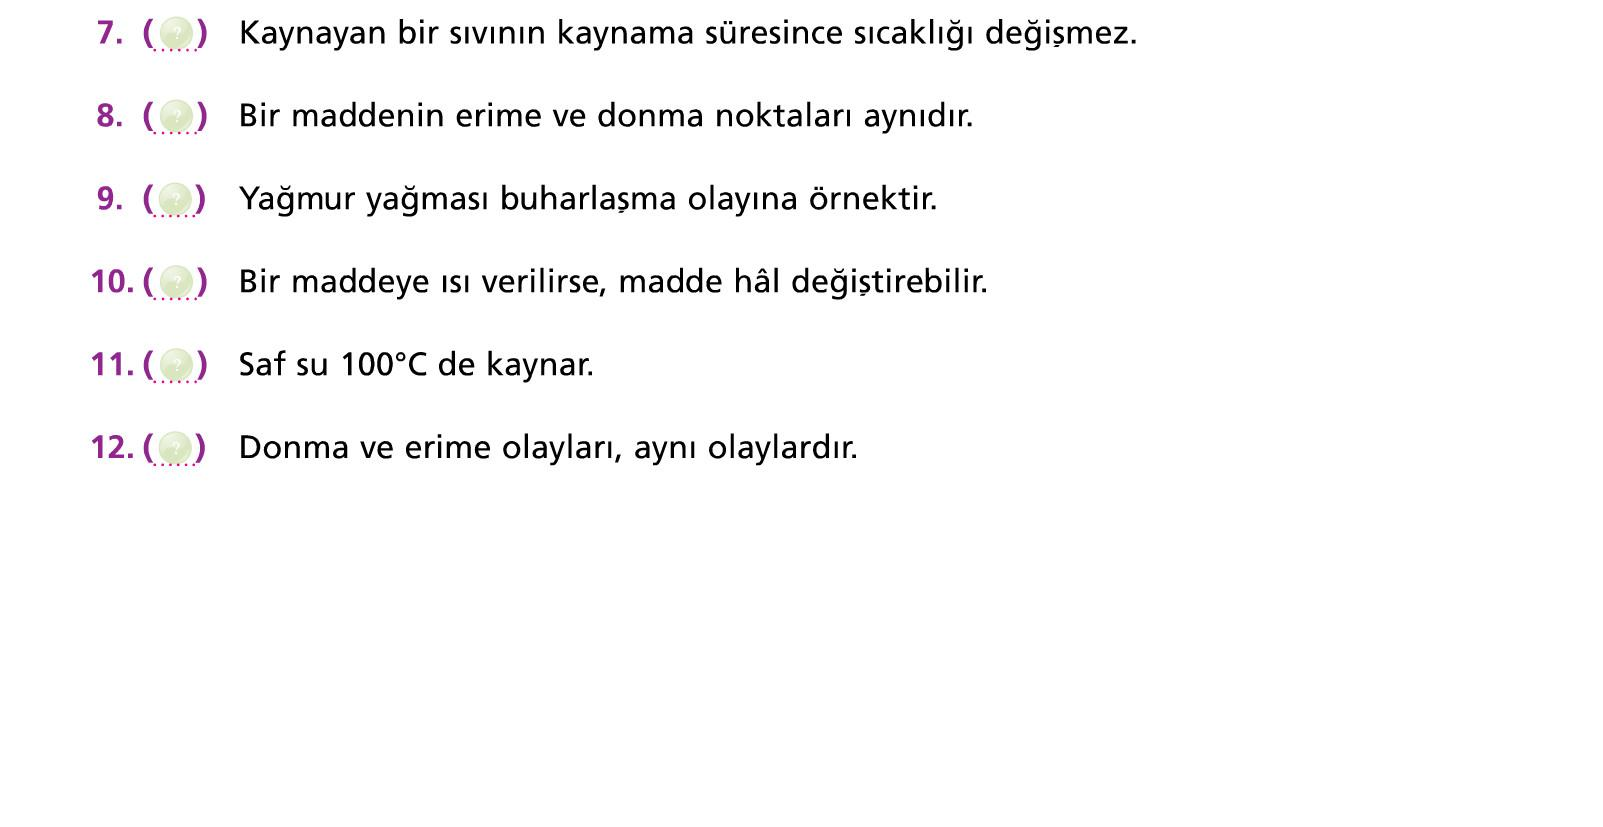 7. (?) Kaynayan bir sıvının kaynama süresince sıcaklığı değişmez.
8. (?) Bir maddenin erime ve donma noktaları aynıdır.
9. (?) Yağmur yağması buharlaşma olayına örnektir.
10. (?) Bir maddeye ısı verilirse, madde hâl değiştirebilir.
11. (?) Saf su 100°C de kaynar.
12. (?) Donma ve erime olayları, aynı olaylardır.